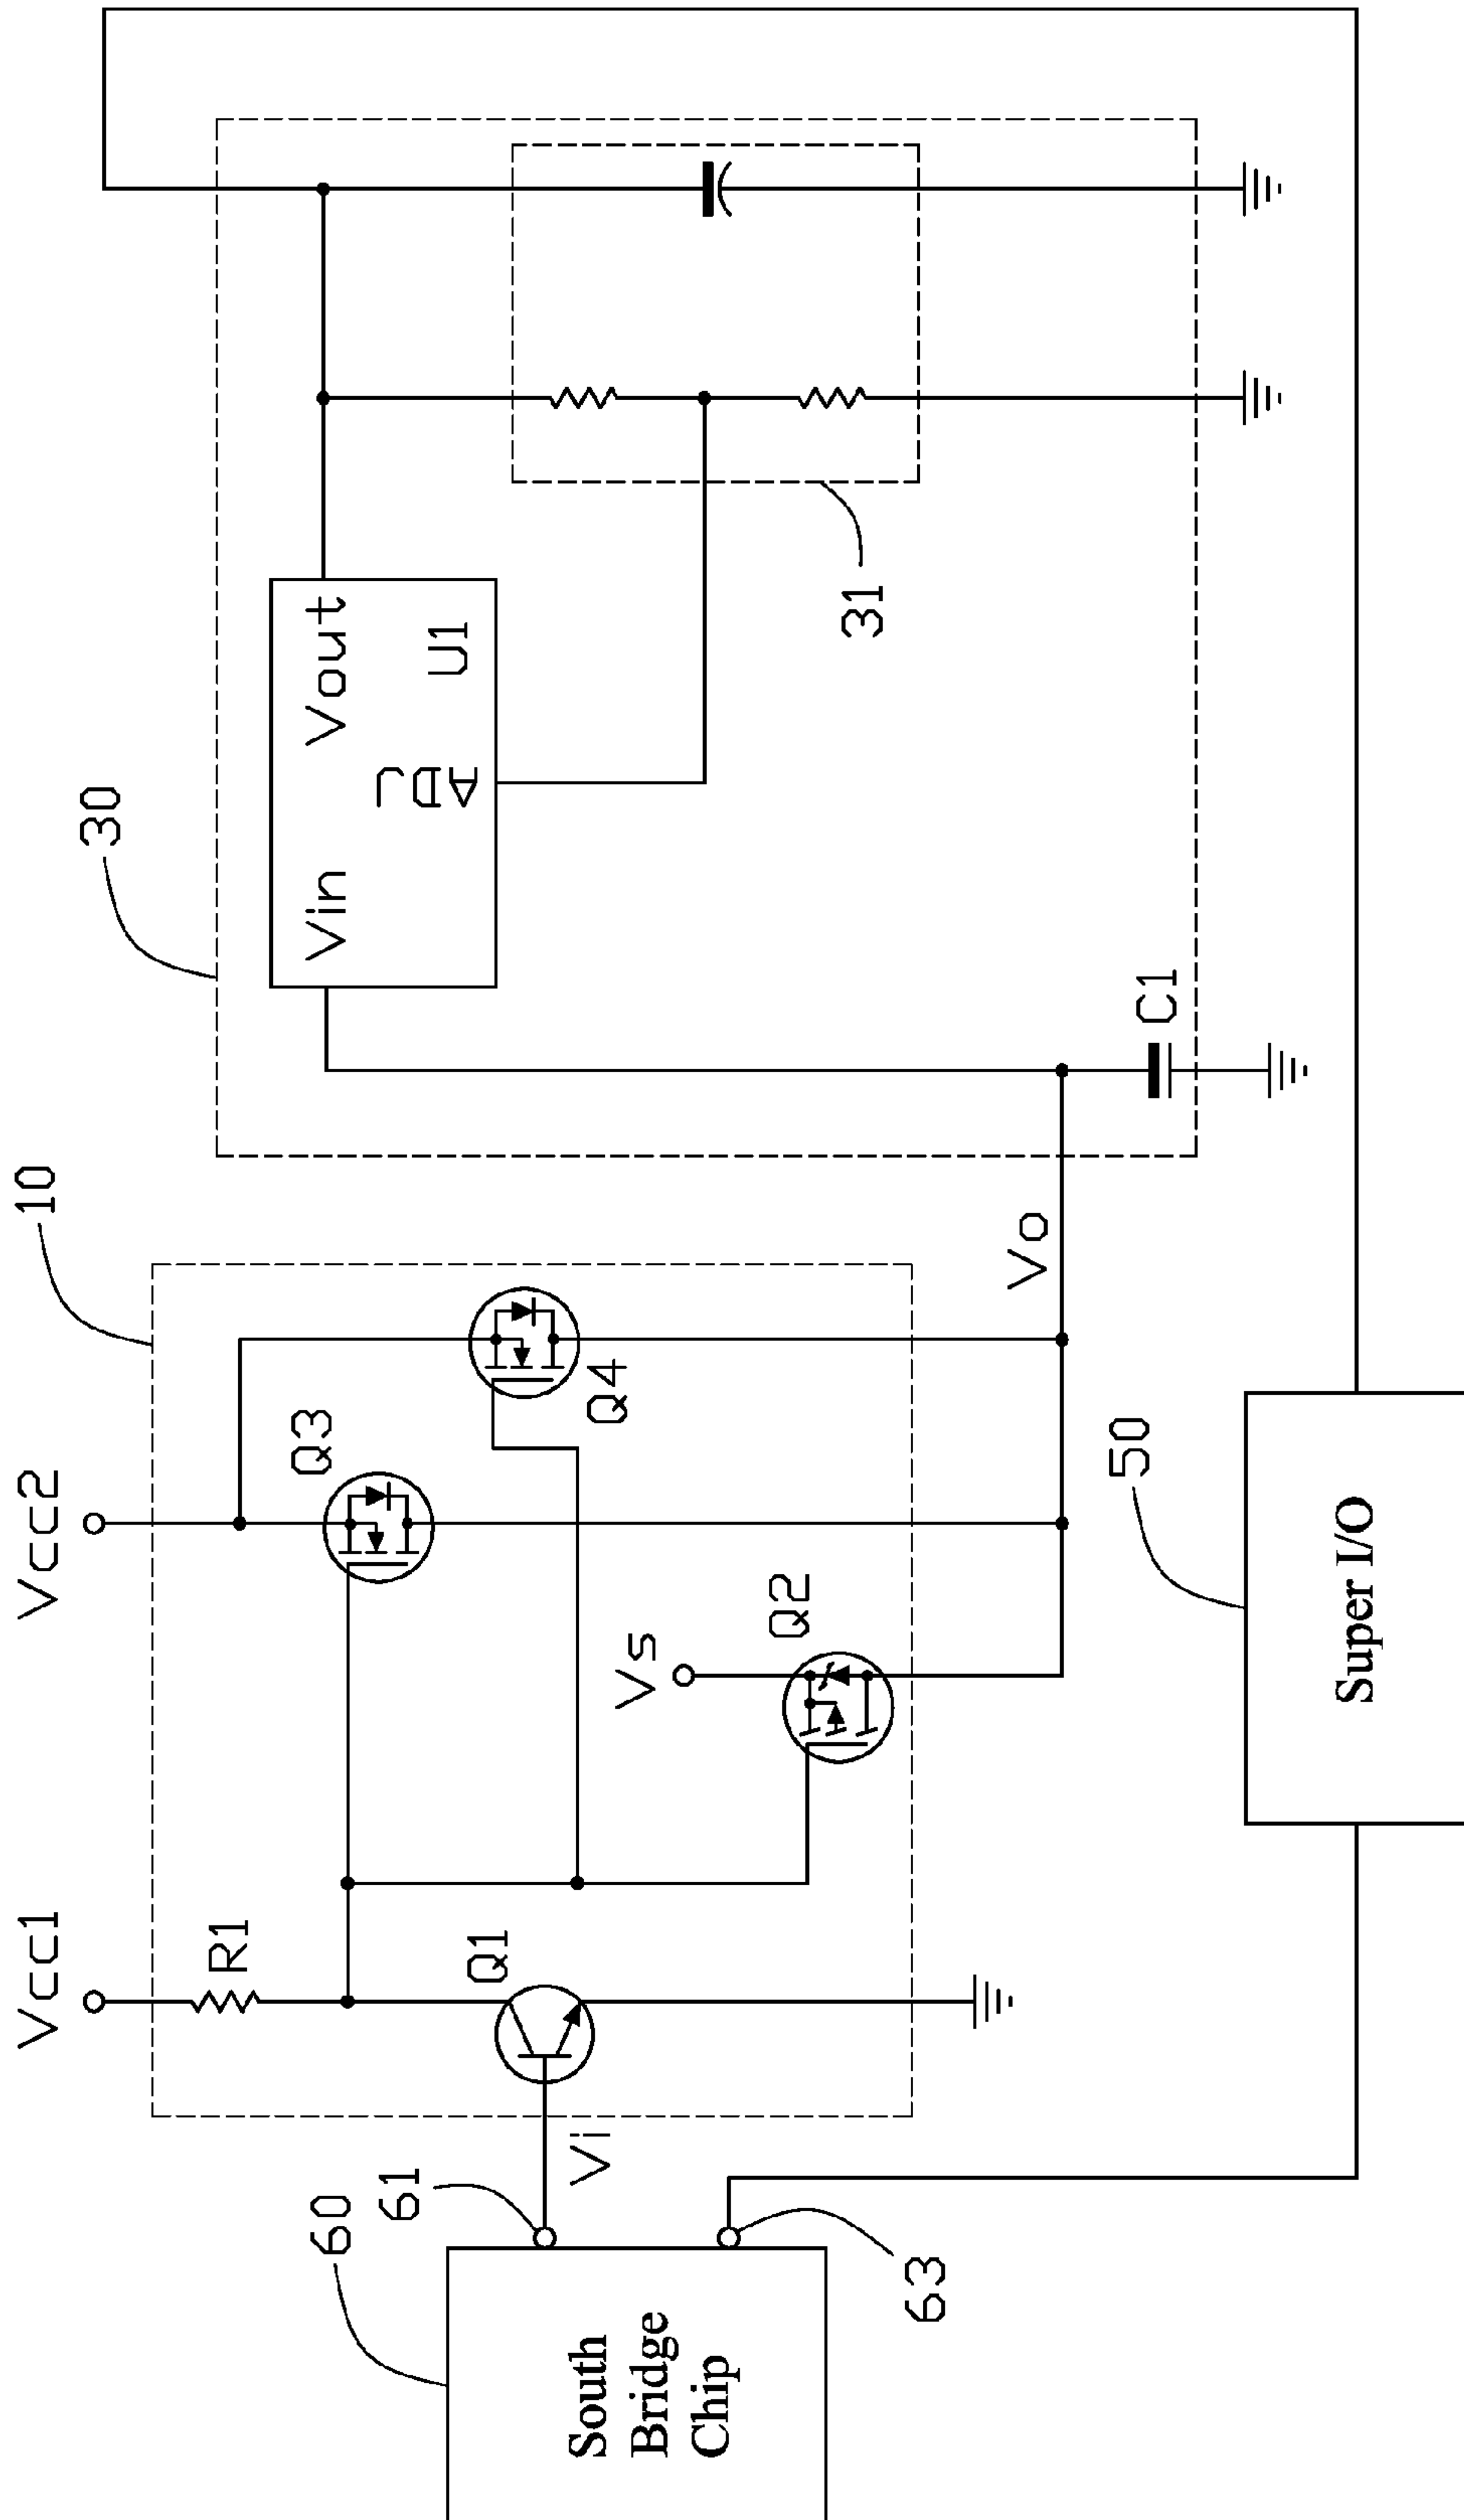 Vcc1
Vcc2
10
30
R1
Q3
Vin
Vout
60
61
ADJ
U1
Q1
Q4
South
Bridge
Chip
Vi
Vs
Q2
31
63
Vo
50
C1
Super I/O